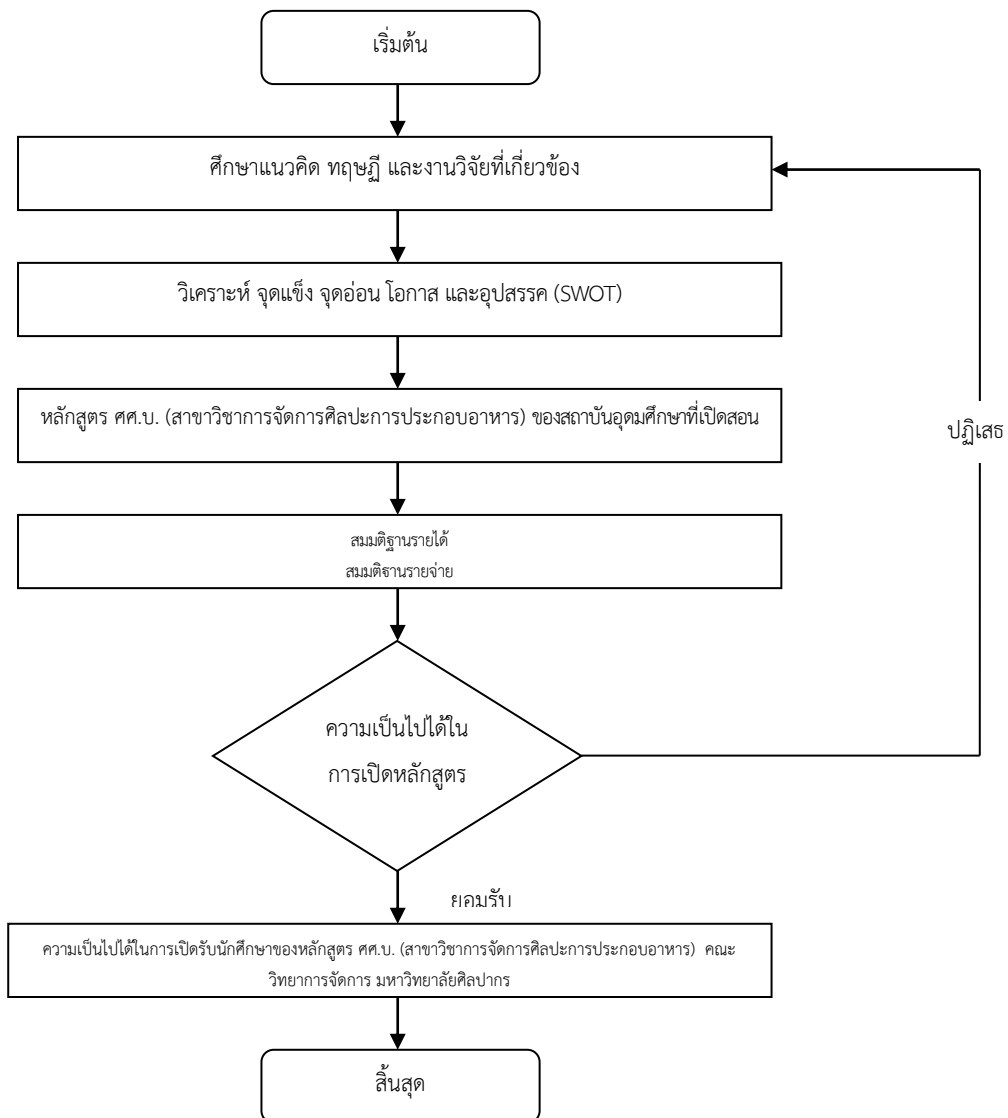 เริ่มต้น
ศึกษาแนวคิด ทฤษฎี และงานวิจัยที่เกี่ยวข้อง
วิเคราะห์ จุดแข็ง จุดอ่อน โอกาส และอุปสรรค (SWOT)
หลักสูตร ศศ.บ. (สาขาวิชาการจัดการศิลปะการประกอบอาหาร) ของสถาบันอุดมศึกษาที่เปิดสอน
ปฏิเสธ
สมมติฐานรายได้
สมมติฐานรายจ่าย
ความเป็นไปได้ใน
การเปิดหลักสูตร
ยอมรับ
ความเป็นไปได้ในการเปิดรับนักศึกษาของหลักสูตร ศศ.บ. (สาขาวิชาการจัดการศิลปะการประกอบอาหาร) คณะ
วิทยาการจัดการ มหาวิทยาลัยศิลปากร
สิ้นสุด